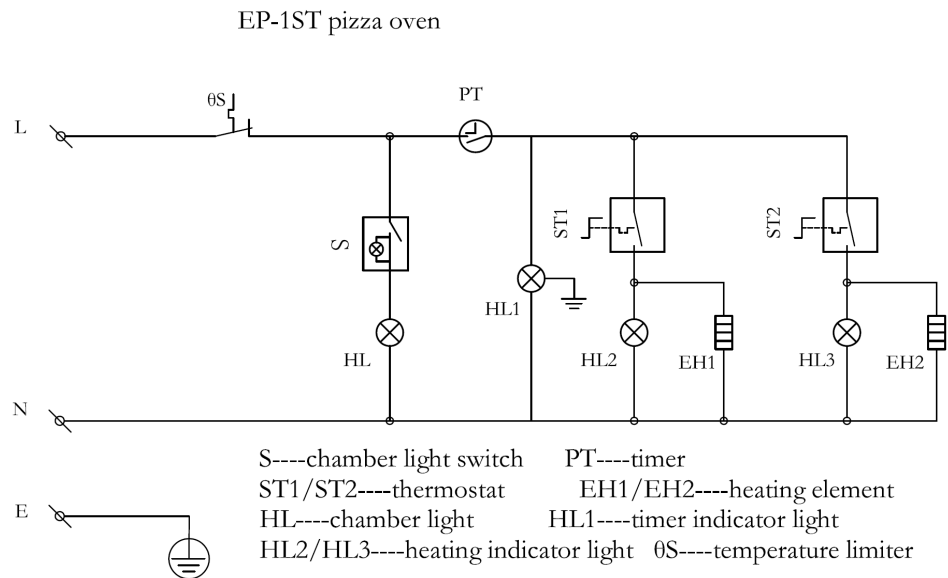 EP-1ST pizza oven
θS
PT
L
S
ST1
ST2
HL1
HL
HL2
EH1
HL3
EH2
N
S----chamber light switch PT----timer
ST1/ST2----thermostat EH1/EH2----heating element
E
HL----chamber light HL1----timer indicator light
HL2/HL3----heating indicator light θS----temperature limiter